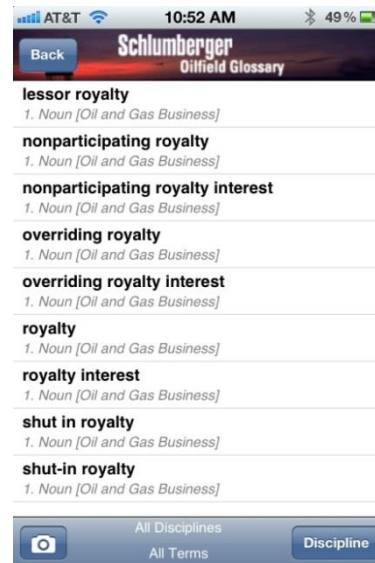 AT&T 10:52 AM 49%
Back
Schlumberger
Oilfield Glossary
lessor royalty
1. Noun [Oil and Gas Business]
nonparticipating royalty
1. Noun [Oil and Gas Business]
nonparticipating royalty interest
1. Noun [Oil and Gas Business]
overriding royalty
1. Noun [Oil and Gas Business]
overriding royalty interest
1. Noun [Oil and Gas Business]
royalty
1. Noun [Oil and Gas Business]
royalty interest
1. Noun [Oil and Gas Business]
shut in royalty
1. Noun [Oil and Gas Business]
shut-in royalty
1. Noun [Oil and Gas Business]
All Disciplines
All Terms
Discipline